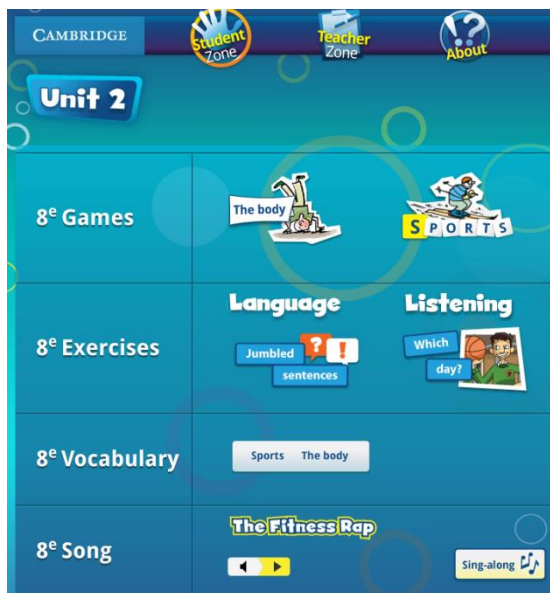 CAMBRIDGE
Student Zone
Teacher Zone
About
Unit 2
8e Games
The body
SPORTS
8e Exercises
Language
Jumbled
sentences
Listening
Which
day?
8e Vocabulary
Sports The body
8e Song
The Fitness Rap
Sing-along